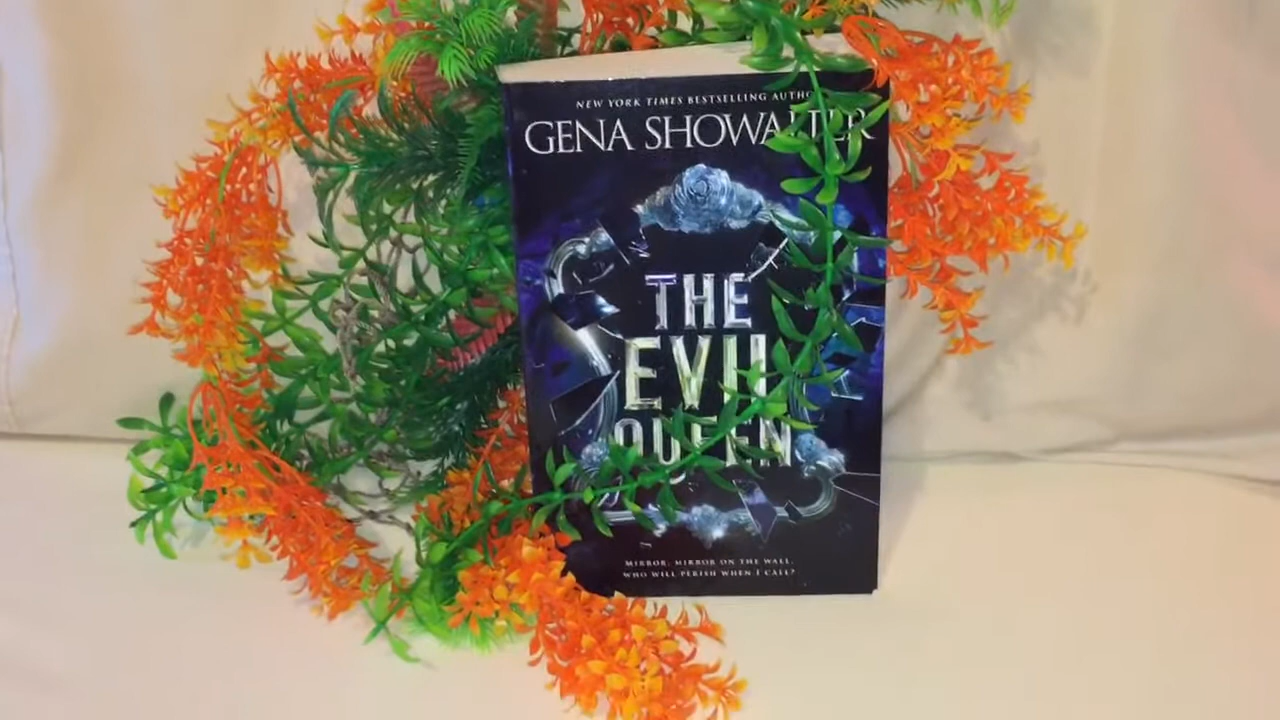 NEW YORK TIMES BESTSELLING AUTHOR
GENA SHOWALTER
THE
EVIL
QUEEN
MIRROR, MIRROR ON THE WALL,
WHO WILL PERISH WHEN I CALL?